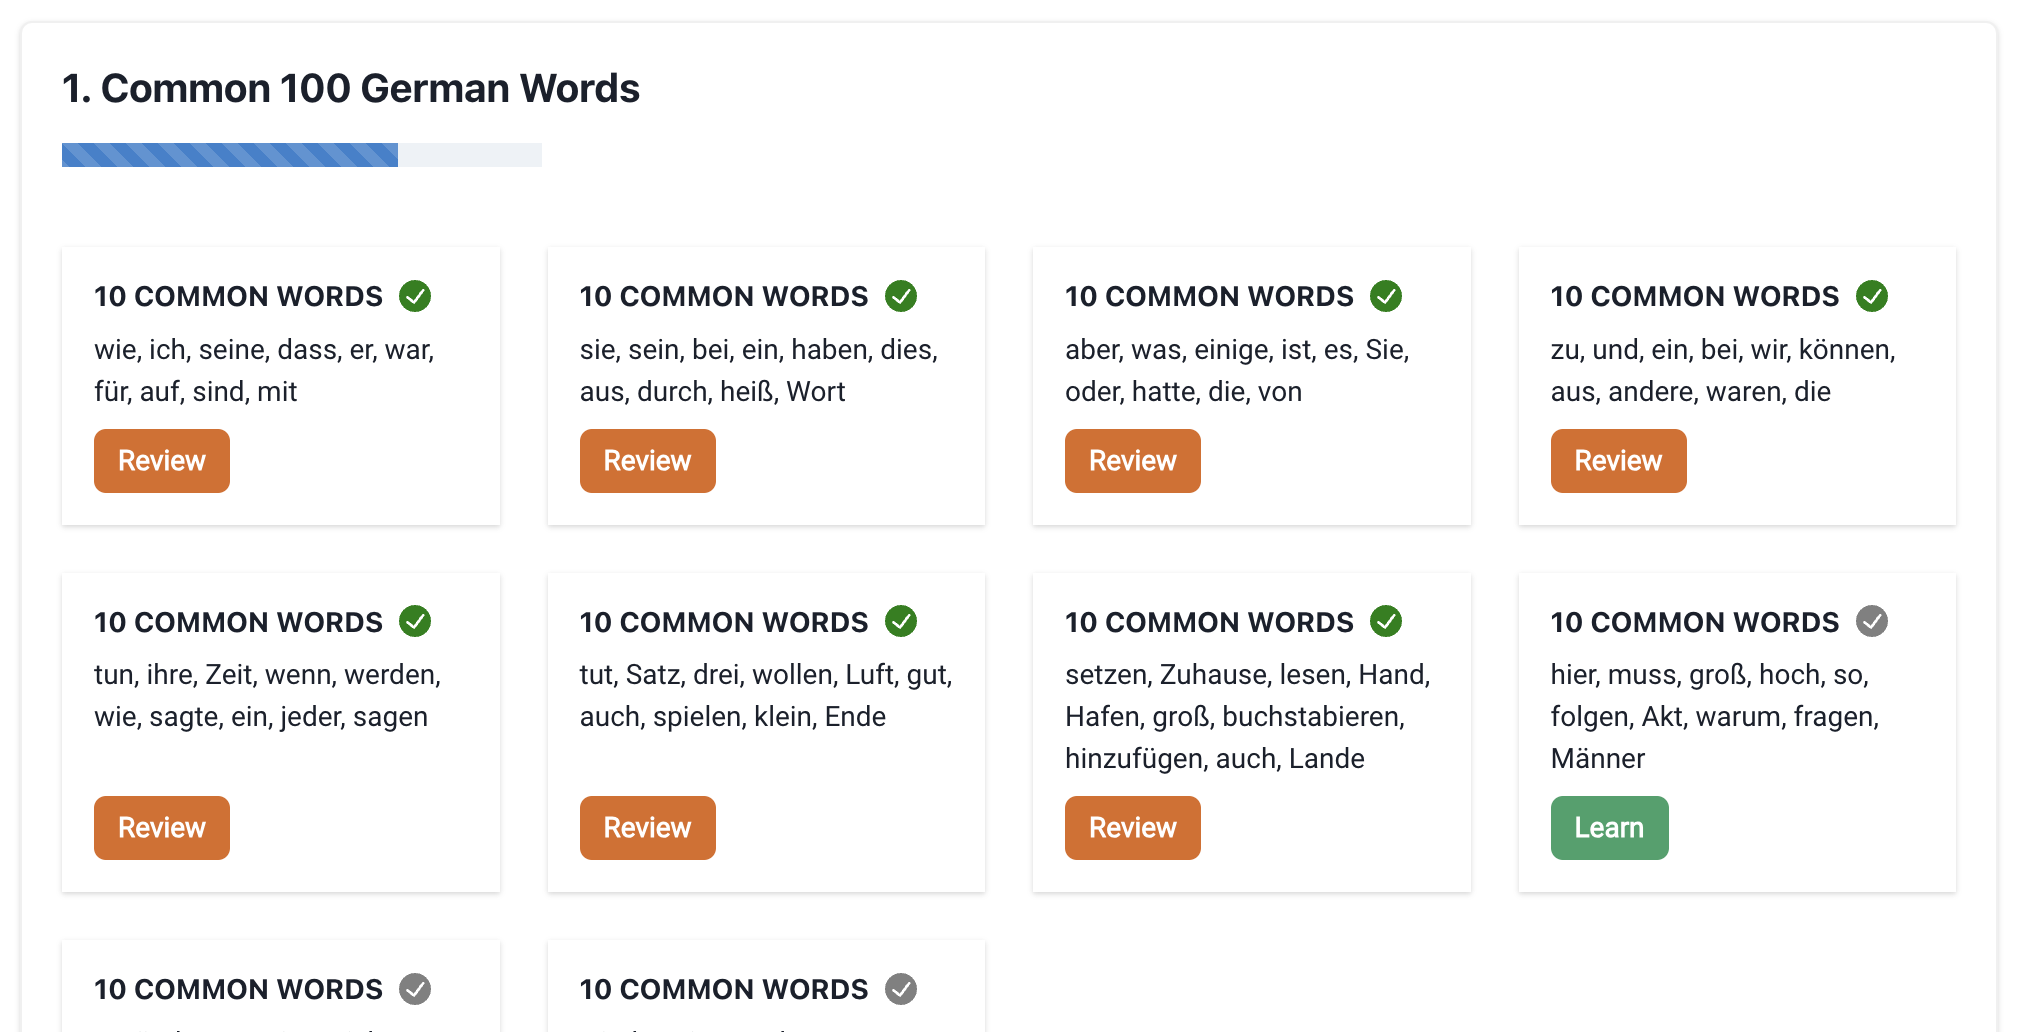 1. Common 100 German Words
10 COMMON WORDS
wie, ich, seine, dass, er, war,
für, auf, sind, mit
Review
10 COMMON WORDS
sie, sein, bei, ein, haben, dies,
aus, durch, heiß, Wort
Review
10 COMMON WORDS
aber, was, einige, ist, es, Sie,
oder, hatte, die, von
Review
10 COMMON WORDS
zu, und, ein, bei, wir, können,
aus, andere, waren, die
Review
10 COMMON WORDS
tun, ihre, Zeit, wenn, werden,
wie, sagte, ein, jeder, sagen
Review
10 COMMON WORDS
tut, Satz, drei, wollen, Luft, gut,
auch, spielen, klein, Ende
Review
10 COMMON WORDS
setzen, Zuhause, lesen, Hand,
Hafen, groß, buchstabieren,
hinzufügen, auch, Lande
Review
10 COMMON WORDS
hier, muss, groß, hoch, so,
folgen, Akt, warum, fragen,
Männer
Learn
10 COMMON WORDS
10 COMMON WORDS